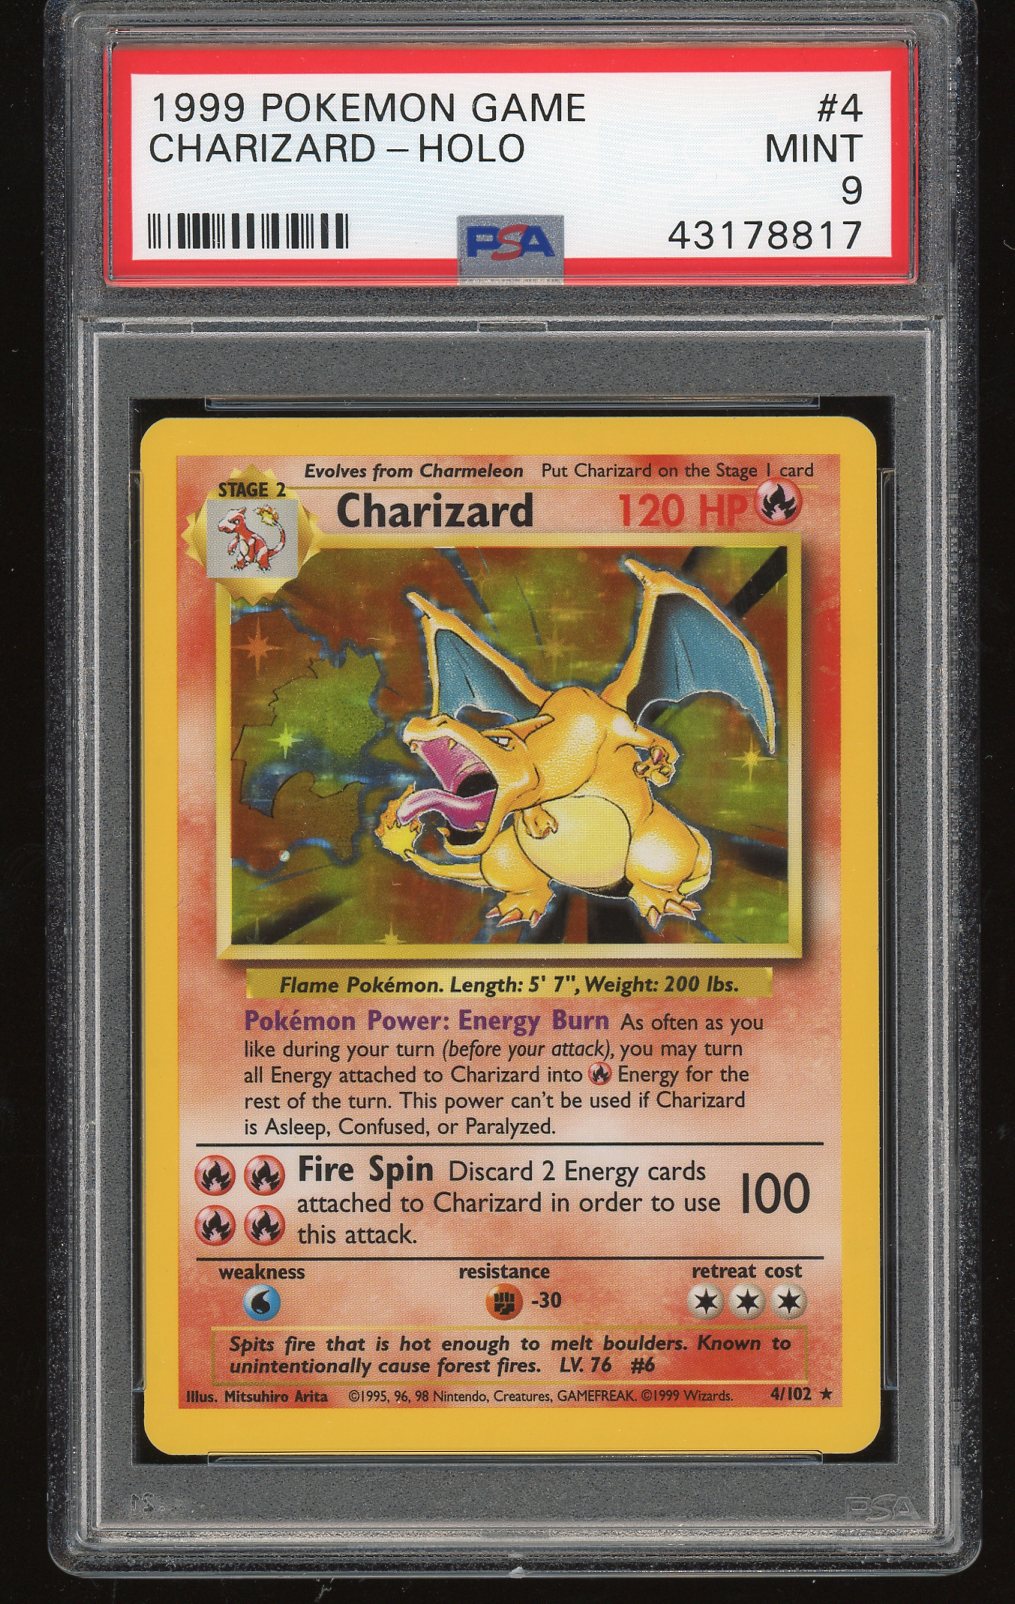 1999 POKEMON GAME #4
CHARIZARD – HOLO MINT
9
PSA 43178817
Evolves from Charmeleon Put Charizard on the Stage 1 card
STAGE 2
Charizard 120 HP
Flame Pokémon. Length: 5' 7", Weight: 200 lbs.
Pokémon Power: Energy Burn As often as you
like during your turn (before your attack), you may turn
all Energy attached to Charizard into Energy for the
rest of the turn. This power can't be used if Charizard
is Asleep, Confused, or Paralyzed.
Fire Spin Discard 2 Energy cards
attached to Charizard in order to use 100
this attack.
weakness resistance retreat cost
-30
Spits fire that is hot enough to melt boulders. Known to
unintentionally cause forest fires. LV. 76 #6
Illus. Mitsuhiro Arita ©1995, 96, 98 Nintendo, Creatures, GAMEFREAK. ©1999 Wizards. 4/102 ★
PSA